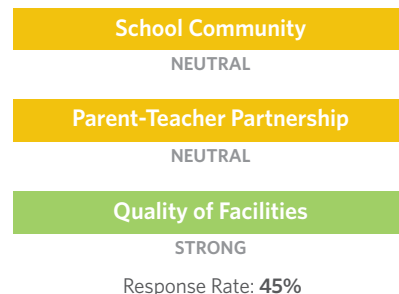 School Community
NEUTRAL
Parent-Teacher Partnership
NEUTRAL
Quality of Facilities
STRONG
Response Rate: 45%